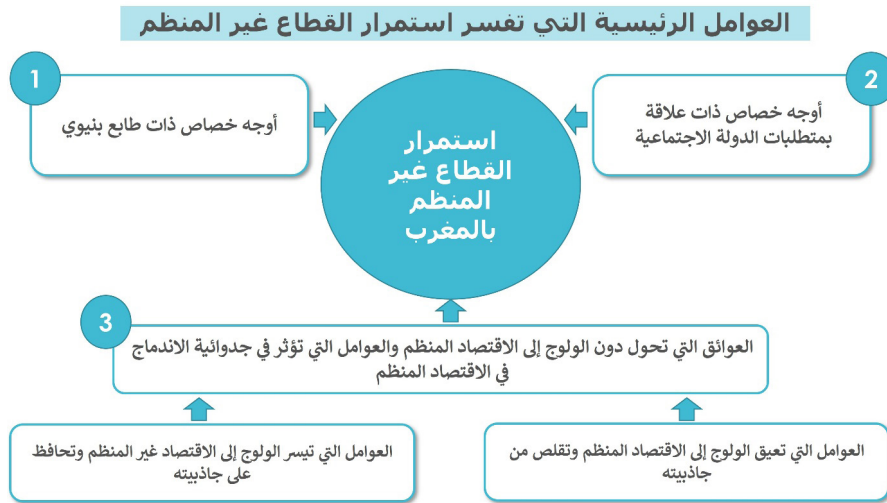 العوامل الرئيسية التي تفسر استمرار القطاع غير المنظم
1
أوجه خصاص ذات طابع بنيوي
2
أوجه خصاص ذات علاقة
بمتطلبات الدولة الاجتماعية
استمرار
القطاع غير
المنظم
بالمغرب
3
العوائق التي تحول دون الولوج إلى الاقتصاد المنظم والعوامل التي تؤثر في جدوائية الاندماج
في الاقتصاد المنظم
العوامل التي تعيق الولوج إلى الاقتصاد المنظم وتقلص من
جاذبيته
العوامل التي تيسر الولوج إلى الاقتصاد غير المنظم وتحافظ
على جاذبيته